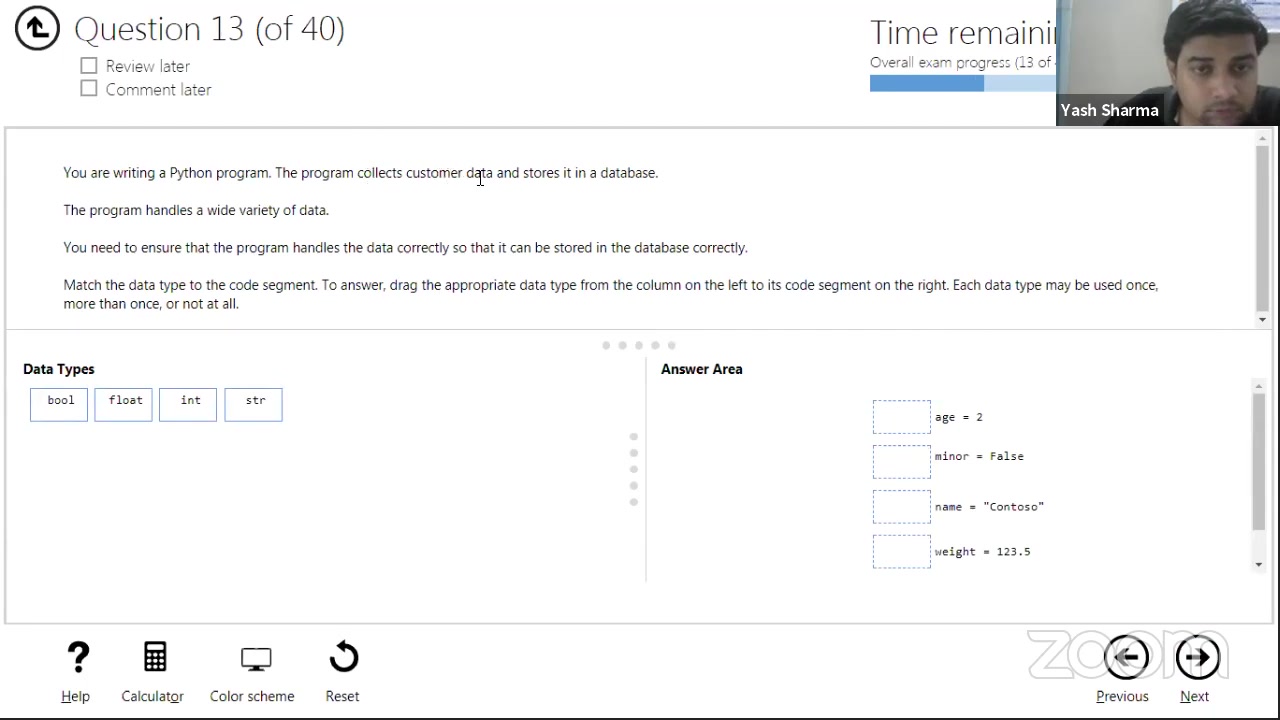 Question 13 (of 40)
Review later
Comment later
Time remaini
Overall exam progress (13 of
Yash Sharma
You are writing a Python program. The program collects customer data and stores it in a database.
The program handles a wide variety of data.
You need to ensure that the program handles the data correctly so that it can be stored in the database correctly.
Match the data type to the code segment. To answer, drag the appropriate data type from the column on the left to its code segment on the right. Each data type may be used once,
more than once, or not at all.
Data Types
bool float int str
Answer Area
age = 2
minor = False
name = "Contoso"
weight = 123.5
zoom
Help
Calculator
Color scheme
Reset
Previous
Next